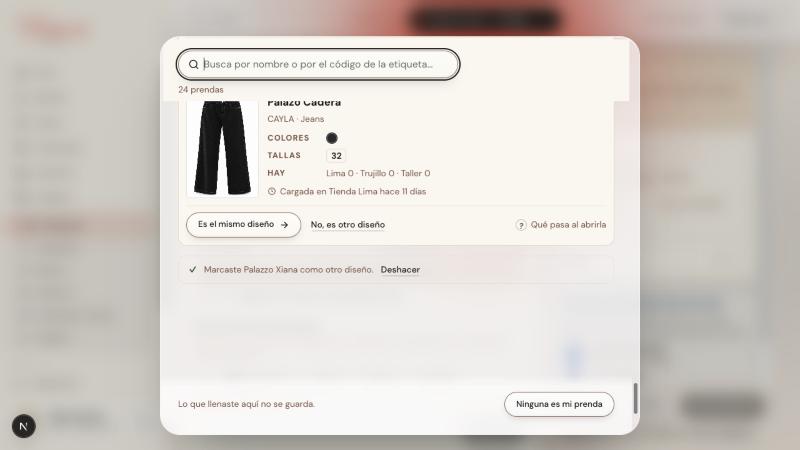 Busca por nombre o por el código de la etiqueta...
24 prendas
Palazo Cadera
CAYLA · Jeans
COLORES
TALLAS 32
HAY Lima 0 · Trujillo 0 · Taller 0
Cargada en Tienda Lima hace 11 días
Es el mismo diseño → No, es otro diseño ? Qué pasa al abrirla
✓ Marcaste Palazzo Xiana como otro diseño. Deshacer
Lo que llenaste aquí no se guarda. Ninguna es mi prenda
N